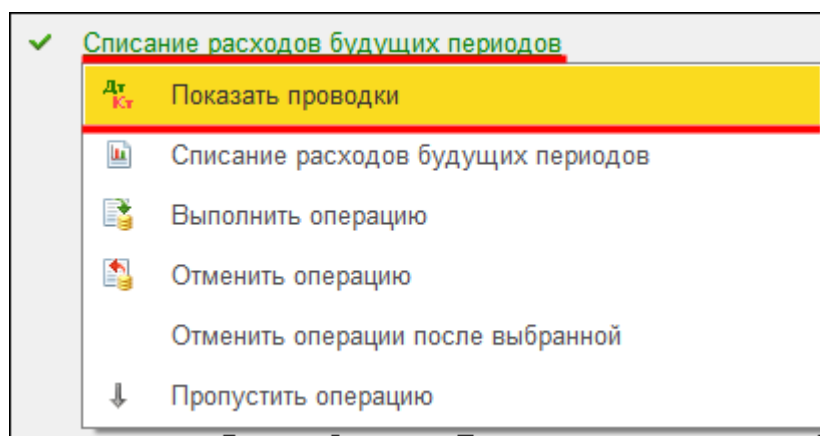 Списание расходов будущих периодов
Дт Кт Показать проводки
Списание расходов будущих периодов
Выполнить операцию
Отменить операцию
Отменить операции после выбранной
Пропустить операцию